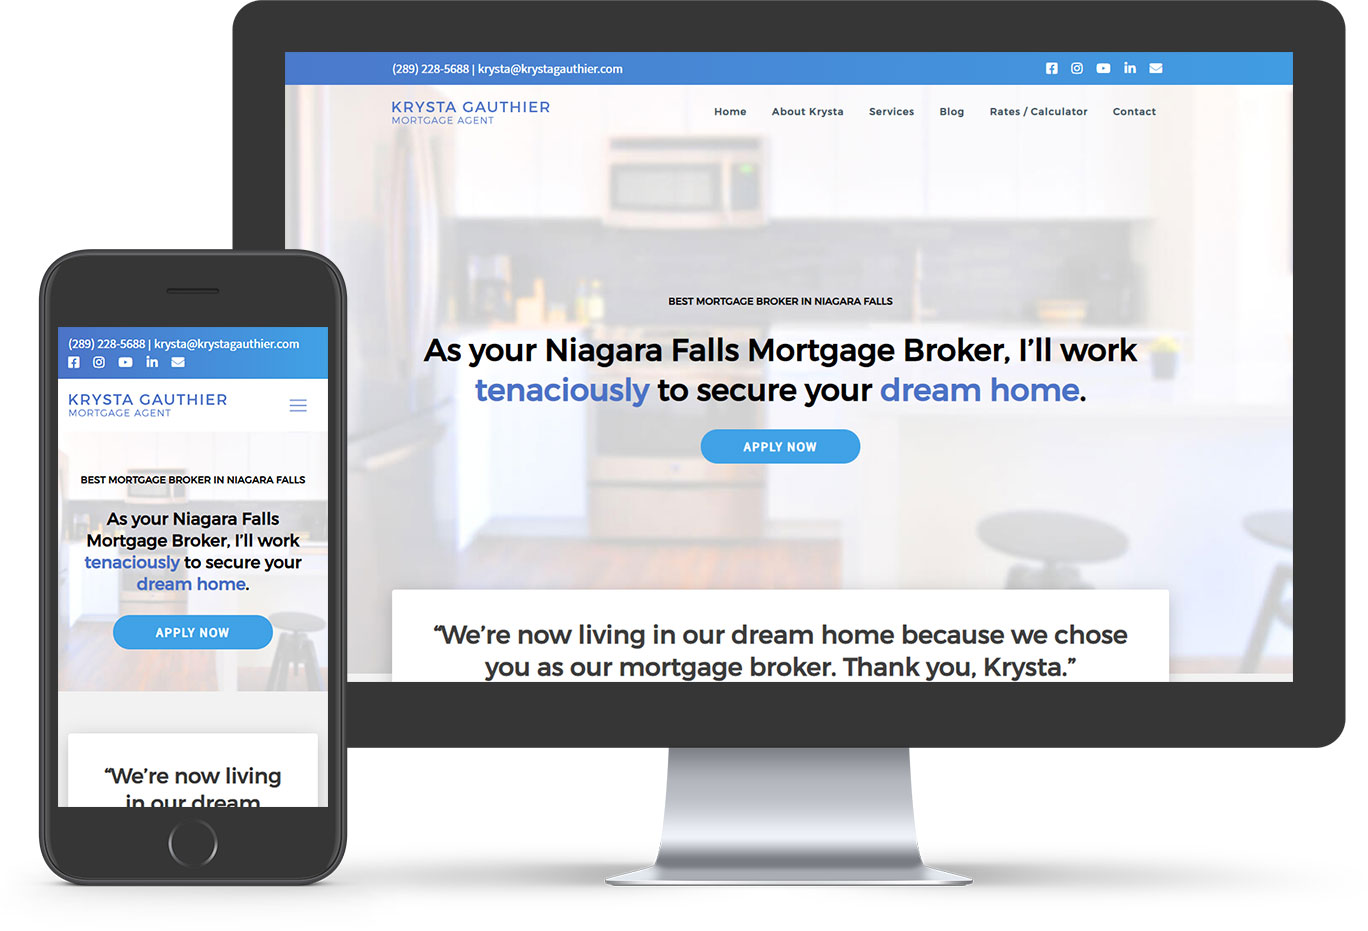 (289) 228-5688 | krysta@krystagauthier.com
KRYSTA GAUTHIER
MORTGAGE AGENT
Home About Krysta Services Blog Rates / Calculator Contact
BEST MORTGAGE BROKER IN NIAGARA FALLS
As your Niagara Falls Mortgage Broker, I’ll work
tenaciously to secure your dream home.
APPLY NOW
“We’re now living in our dream home because we chose
you as our mortgage broker. Thank you, Krysta.”
(289) 228-5688 | krysta@krystagauthier.com
KRYSTA GAUTHIER
MORTGAGE AGENT
BEST MORTGAGE BROKER IN NIAGARA FALLS
As your Niagara Falls
Mortgage Broker, I’ll work
tenaciously to secure your
dream home.
APPLY NOW
“We’re now living
in our dream